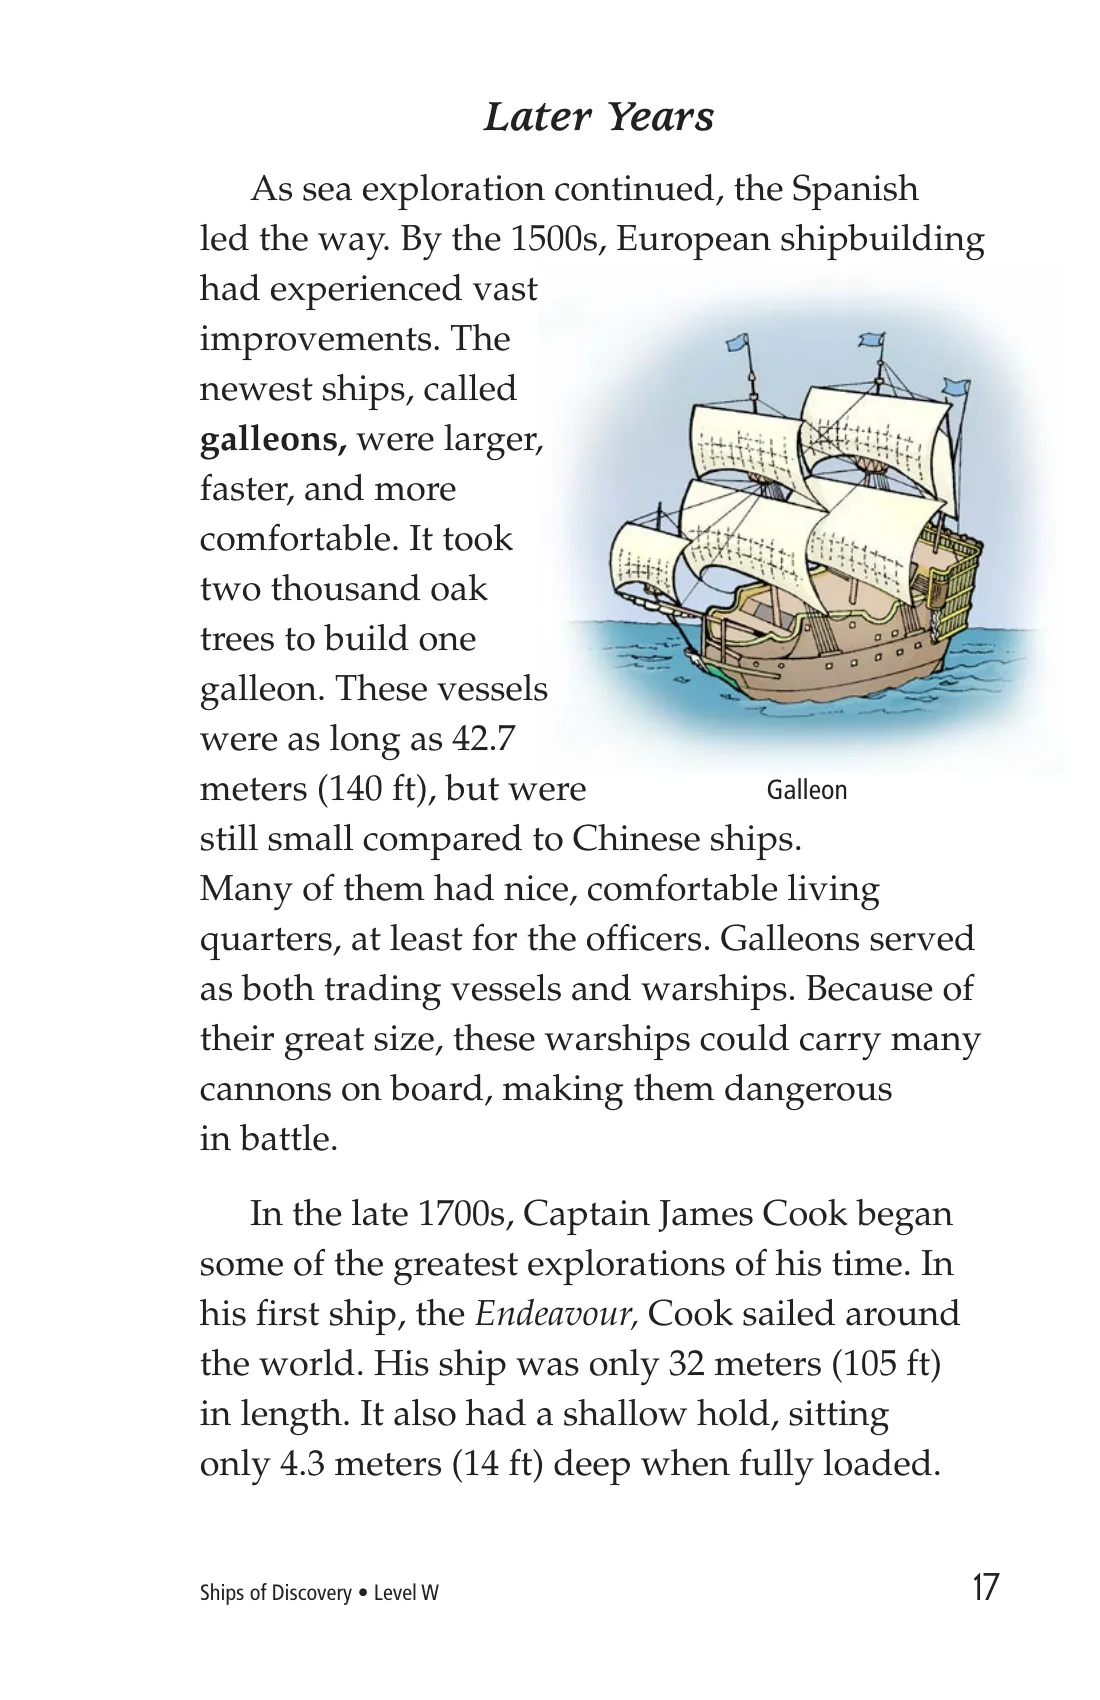 Later Years
As sea exploration continued, the Spanish
led the way. By the 1500s, European shipbuilding
had experienced vast
improvements. The
newest ships, called
galleons, were larger,
faster, and more
comfortable. It took
two thousand oak
trees to build one
galleon. These vessels
were as long as 42.7
meters (140 ft), but were
still small compared to Chinese ships.
Many of them had nice, comfortable living
quarters, at least for the officers. Galleons served
as both trading vessels and warships. Because of
their great size, these warships could carry many
cannons on board, making them dangerous
in battle.
Galleon
In the late 1700s, Captain James Cook began
some of the greatest explorations of his time. In
his first ship, the Endeavour, Cook sailed around
the world. His ship was only 32 meters (105 ft)
in length. It also had a shallow hold, sitting
only 4.3 meters (14 ft) deep when fully loaded.
Ships of Discovery • Level W
17